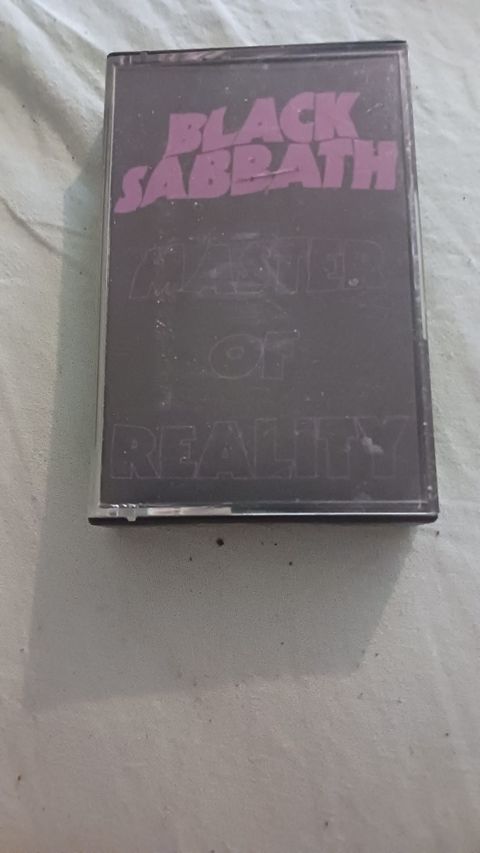 BLACK
SABBATH
MASTER
OF
REALITY